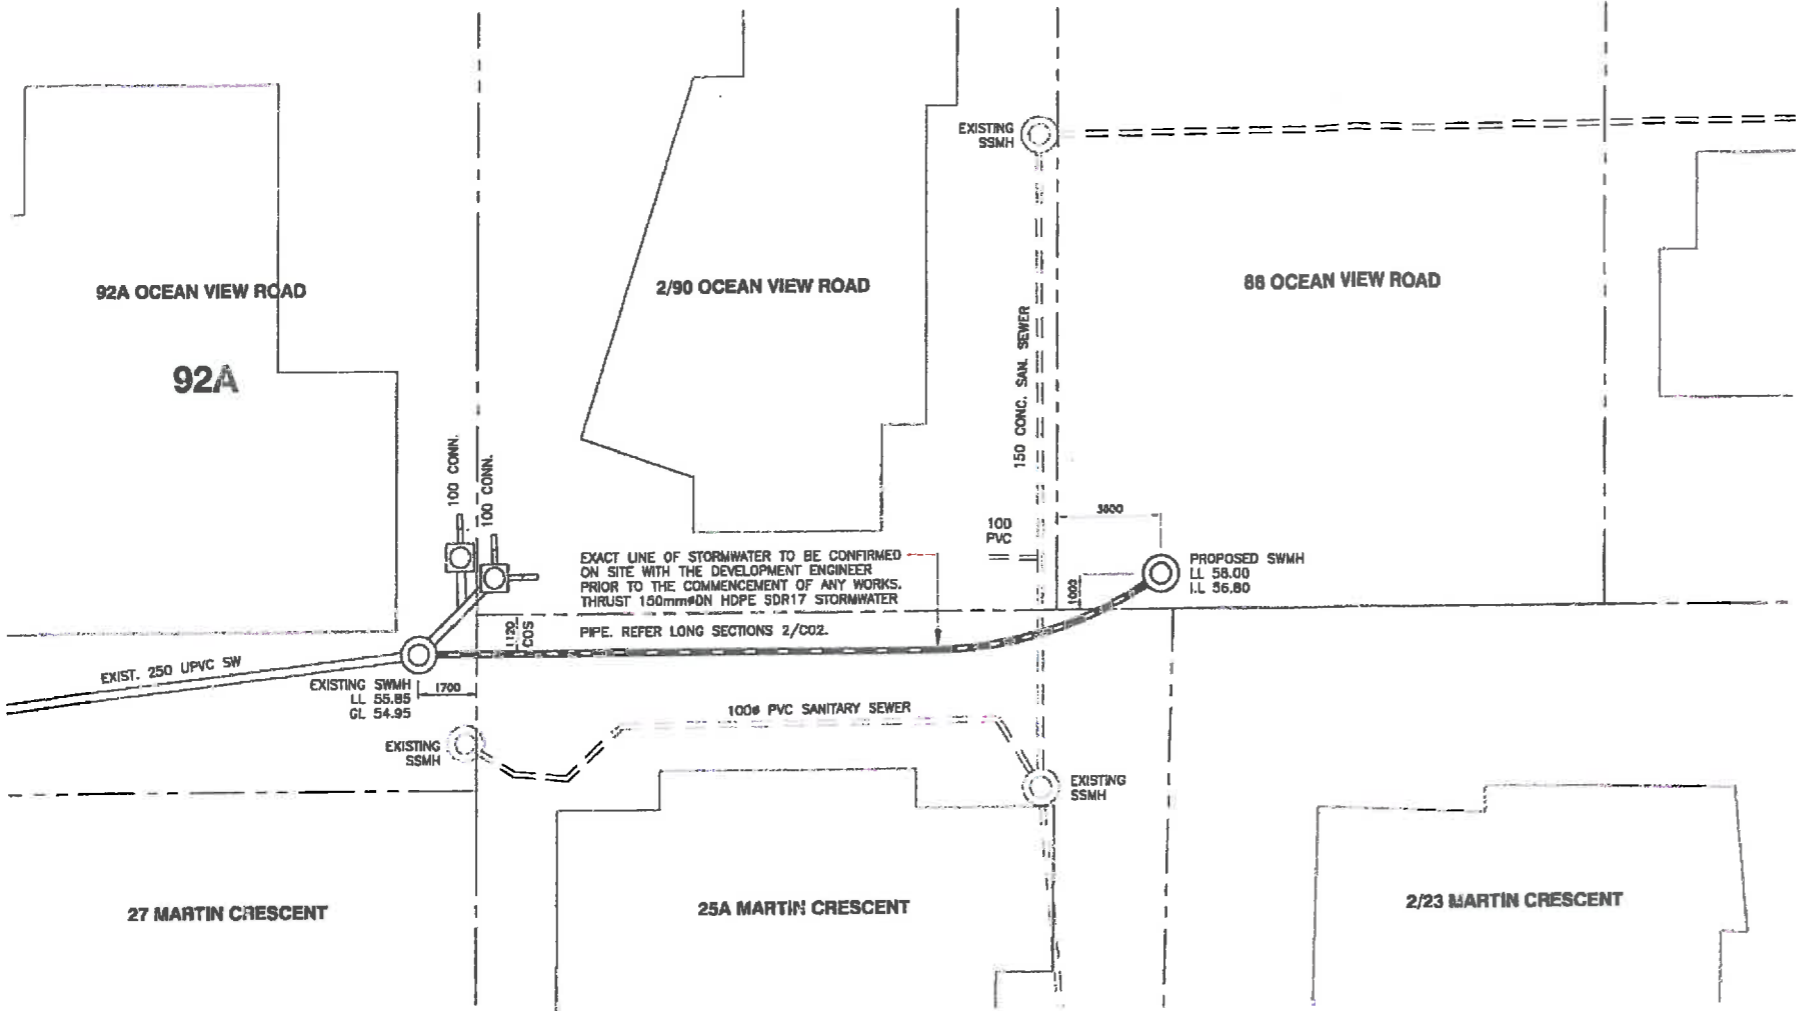 EXISTING
SSMH
92A OCEAN VIEW ROAD
2/90 OCEAN VIEW ROAD
88 OCEAN VIEW ROAD
92A
150 CONC. SAN. SEWER
100 CONN.
100 CONN.
100
PVC
3800
1000
PROPOSED SWMH
LL 58.00
I.L 56.80
EXACT LINE OF STORMWATER TO BE CONFIRMED
ON SITE WITH THE DEVELOPMENT ENGINEER
PRIOR TO THE COMMENCEMENT OF ANY WORKS.
THRUST 150mmøDN HDPE SDR17 STORMWATER
PIPE. REFER LONG SECTIONS 2/C02.
1120
COS
EXIST. 250 UPVC SW
EXISTING SWMH
LL 55.85
GL 54.95
1700
100ø PVC SANITARY SEWER
EXISTING
SSMH
EXISTING
SSMH
27 MARTIN CRESCENT
25A MARTIN CRESCENT
2/23 MARTIN CRESCENT